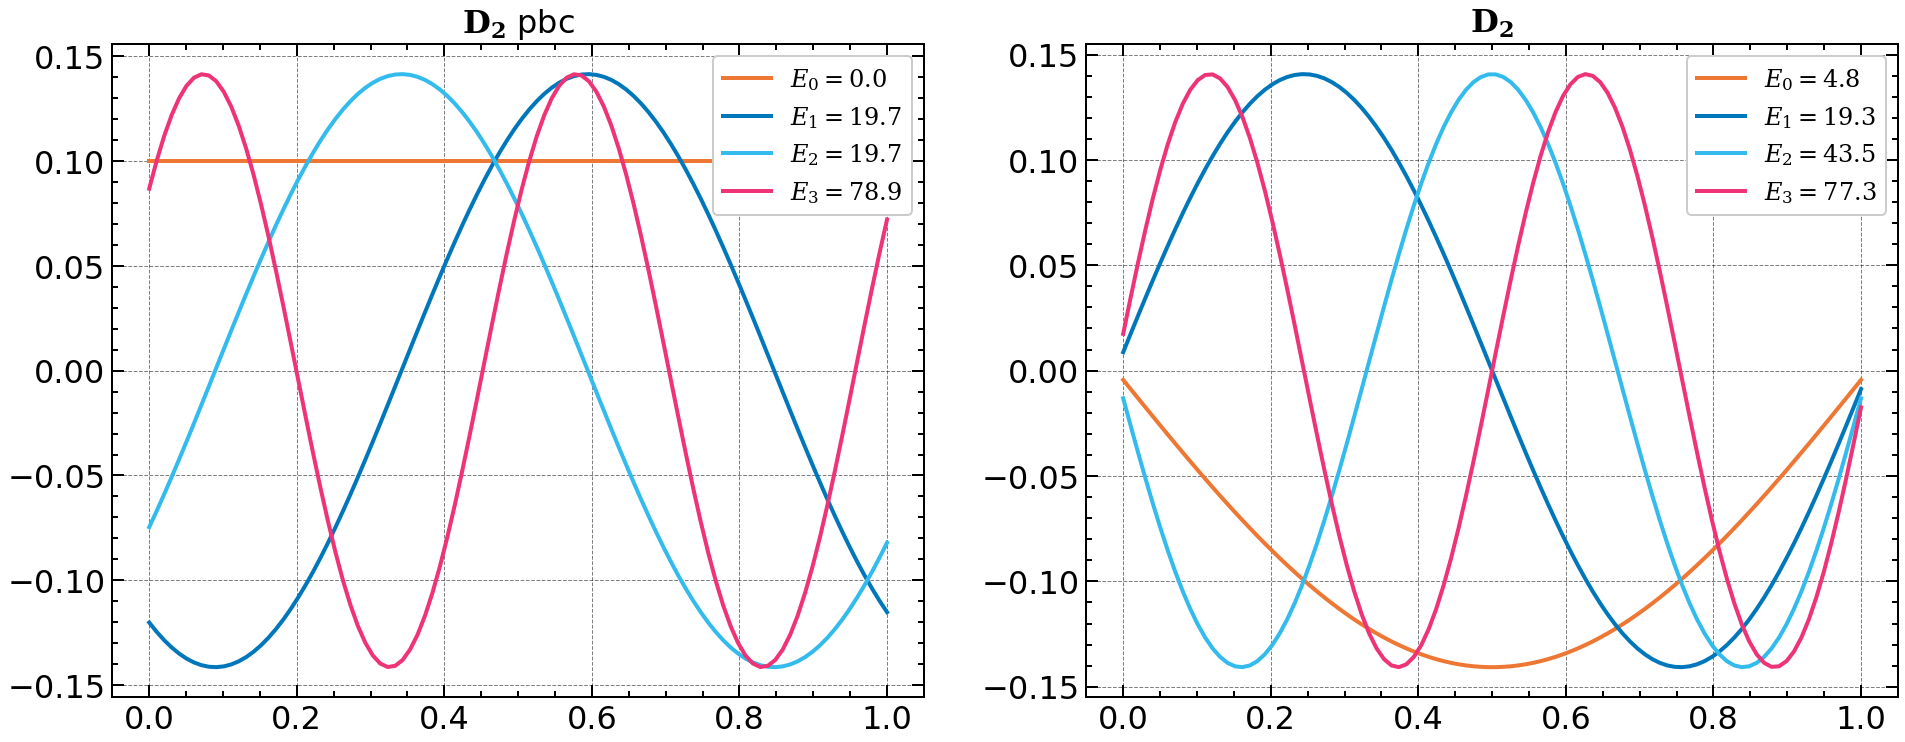 D₂ pbc
0.15
0.10
0.05
0.00
−0.05
−0.10
−0.15
E₀ = 0.0
E₁ = 19.7
E₂ = 19.7
E₃ = 78.9
0.0 0.2 0.4 0.6 0.8 1.0
D₂
0.15
0.10
0.05
0.00
−0.05
−0.10
−0.15
E₀ = 4.8
E₁ = 19.3
E₂ = 43.5
E₃ = 77.3
0.0 0.2 0.4 0.6 0.8 1.0